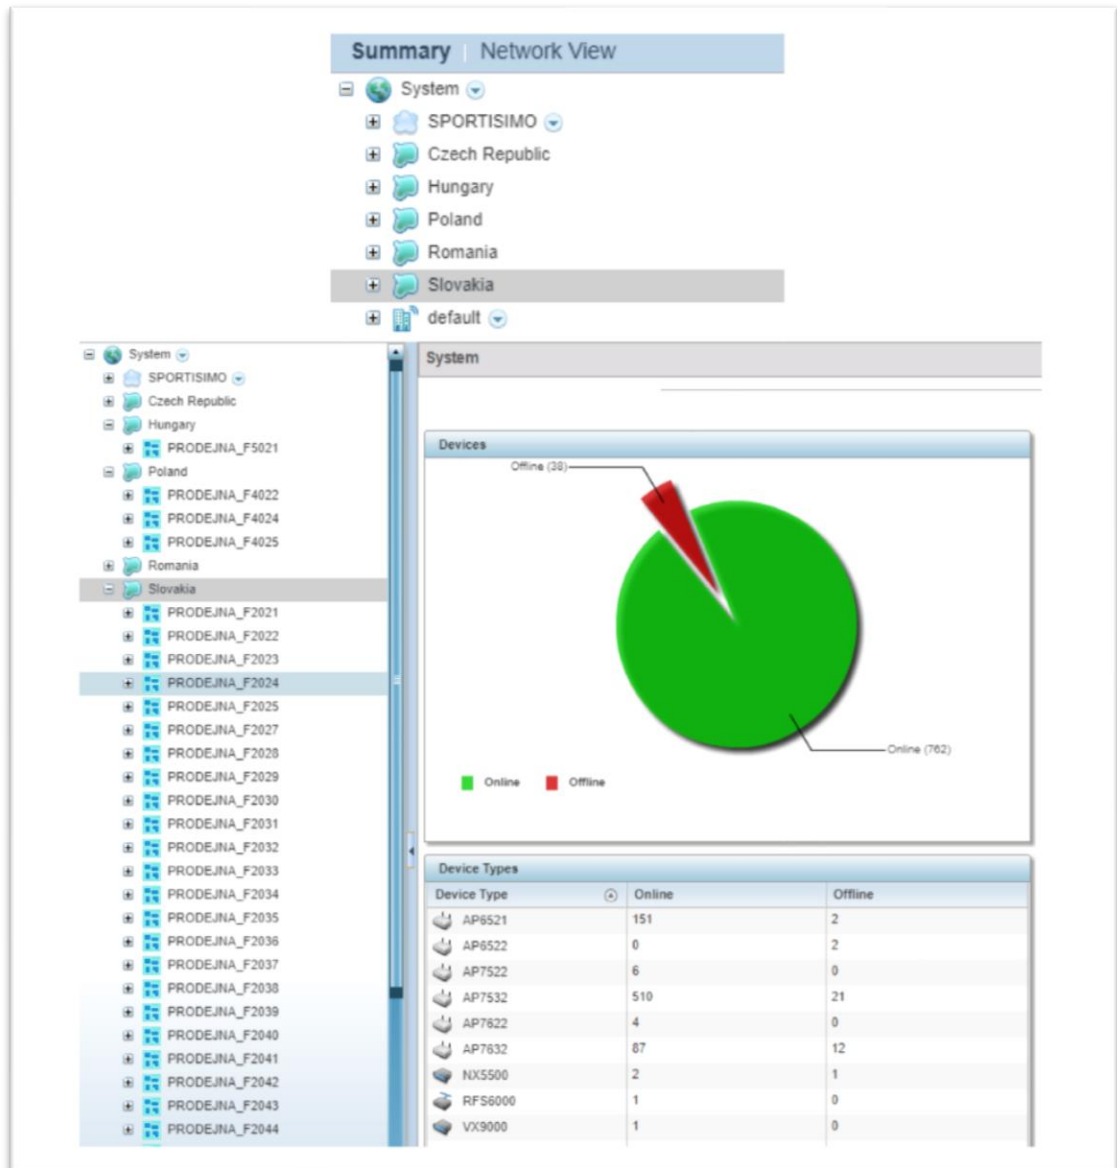 Summary | Network View
System
SPORTISIMO
Czech Republic
Hungary
Poland
Romania
Slovakia
default
System
SPORTISIMO
Czech Republic
Hungary
PRODEJNA_F5021
Poland
PRODEJNA_F4022
PRODEJNA_F4024
PRODEJNA_F4025
Romania
Slovakia
PRODEJNA_F2021
PRODEJNA_F2022
PRODEJNA_F2023
PRODEJNA_F2024
PRODEJNA_F2025
PRODEJNA_F2027
PRODEJNA_F2028
PRODEJNA_F2029
PRODEJNA_F2030
PRODEJNA_F2031
PRODEJNA_F2032
PRODEJNA_F2033
PRODEJNA_F2034
PRODEJNA_F2035
PRODEJNA_F2036
PRODEJNA_F2037
PRODEJNA_F2038
PRODEJNA_F2039
PRODEJNA_F2040
PRODEJNA_F2041
PRODEJNA_F2042
PRODEJNA_F2043
PRODEJNA_F2044
System
Devices
Offline (38)
Online (762)
Online Offline
Device Types
Device Type Online Offline
AP6521 151 2
AP6522 0 2
AP7522 6 0
AP7532 510 21
AP7622 4 0
AP7632 87 12
NX5500 2 1
RFS6000 1 0
VX9000 1 0